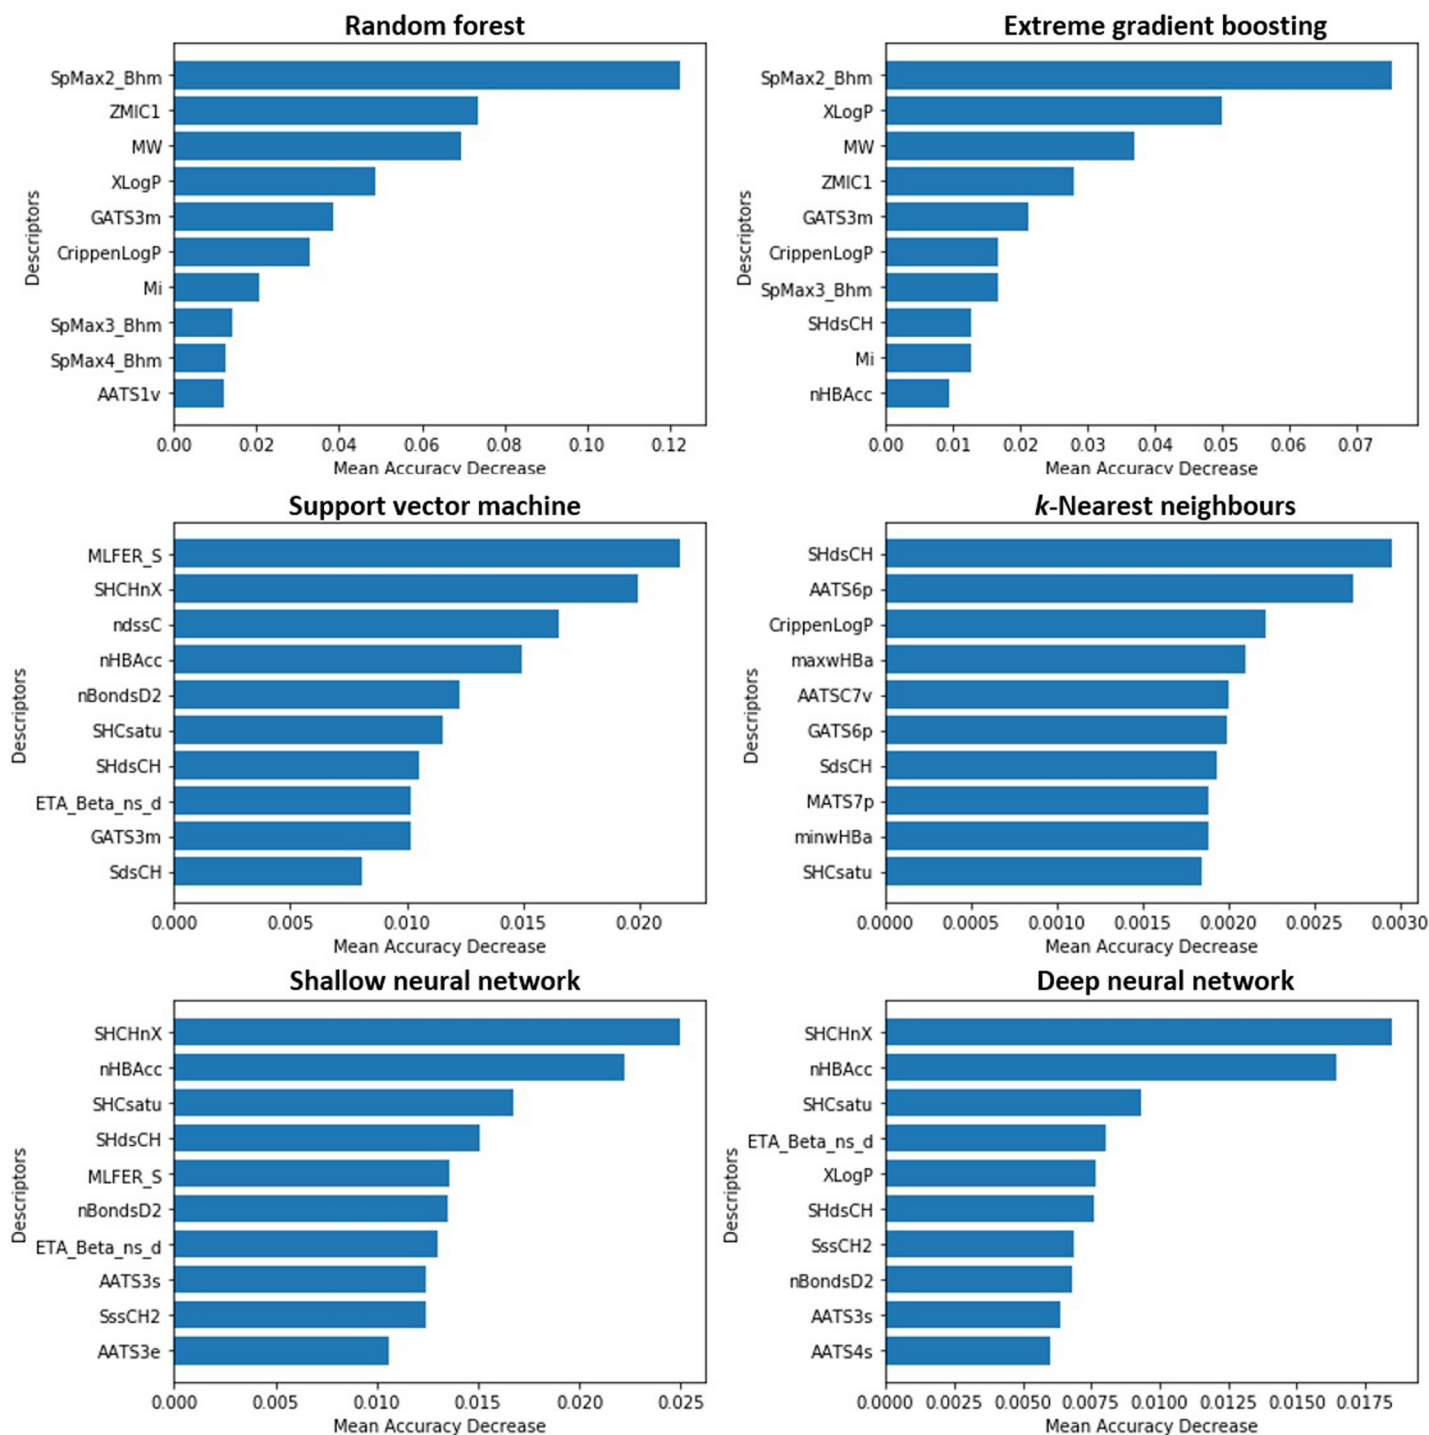 Random forest
Descriptors
SpMax2_Bhm
ZMIC1
MW
XLogP
GATS3m
CrippenLogP
Mi
SpMax3_Bhm
SpMax4_Bhm
AATS1v
0.00 0.02 0.04 0.06 0.08 0.10 0.12
Mean Accuracy Decrease
Extreme gradient boosting
Descriptors
SpMax2_Bhm
XLogP
MW
ZMIC1
GATS3m
CrippenLogP
SpMax3_Bhm
SHdsCH
Mi
nHBAcc
0.00 0.01 0.02 0.03 0.04 0.05 0.06 0.07
Mean Accuracy Decrease
Support vector machine
Descriptors
MLFER_S
SHCHnX
ndssC
nHBAcc
nBondsD2
SHCsatu
SHdsCH
ETA_Beta_ns_d
GATS3m
SdsCH
0.000 0.005 0.010 0.015 0.020
Mean Accuracy Decrease
k-Nearest neighbours
Descriptors
SHdsCH
AATS6p
CrippenLogP
maxwHBa
AATSC7v
GATS6p
SdsCH
MATS7p
minwHBa
SHCsatu
0.0000 0.0005 0.0010 0.0015 0.0020 0.0025 0.0030
Mean Accuracy Decrease
Shallow neural network
Descriptors
SHCHnX
nHBAcc
SHCsatu
SHdsCH
MLFER_S
nBondsD2
ETA_Beta_ns_d
AATS3s
SssCH2
AATS3e
0.000 0.005 0.010 0.015 0.020 0.025
Mean Accuracy Decrease
Deep neural network
Descriptors
SHCHnX
nHBAcc
SHCsatu
ETA_Beta_ns_d
XLogP
SHdsCH
SssCH2
nBondsD2
AATS3s
AATS4s
0.0000 0.0025 0.0050 0.0075 0.0100 0.0125 0.0150 0.0175
Mean Accuracy Decrease